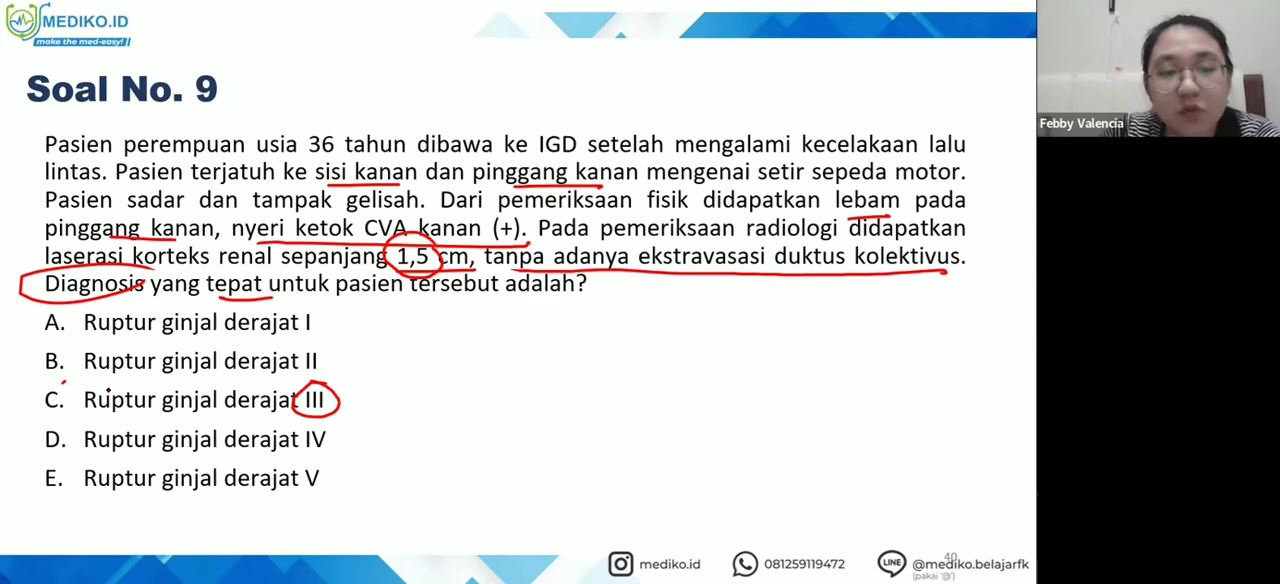 MEDIKO.ID
make the med-easy!
Soal No. 9
Pasien perempuan usia 36 tahun dibawa ke IGD setelah mengalami kecelakaan lalu
lintas. Pasien terjatuh ke sisi kanan dan pinggang kanan mengenai setir sepeda motor.
Pasien sadar dan tampak gelisah. Dari pemeriksaan fisik didapatkan lebam pada
pinggang kanan, nyeri ketok CVA kanan (+). Pada pemeriksaan radiologi didapatkan
laserasi korteks renal sepanjang 1,5 cm, tanpa adanya ekstravasasi duktus kolektivus.
Diagnosis yang tepat untuk pasien tersebut adalah?
A. Ruptur ginjal derajat I
B. Ruptur ginjal derajat II
C. Ruptur ginjal derajat III
D. Ruptur ginjal derajat IV
E. Ruptur ginjal derajat V
Febby Valencia
mediko.id
081259119472
LINE
@mediko.belajarfk
(pakai '@')
40